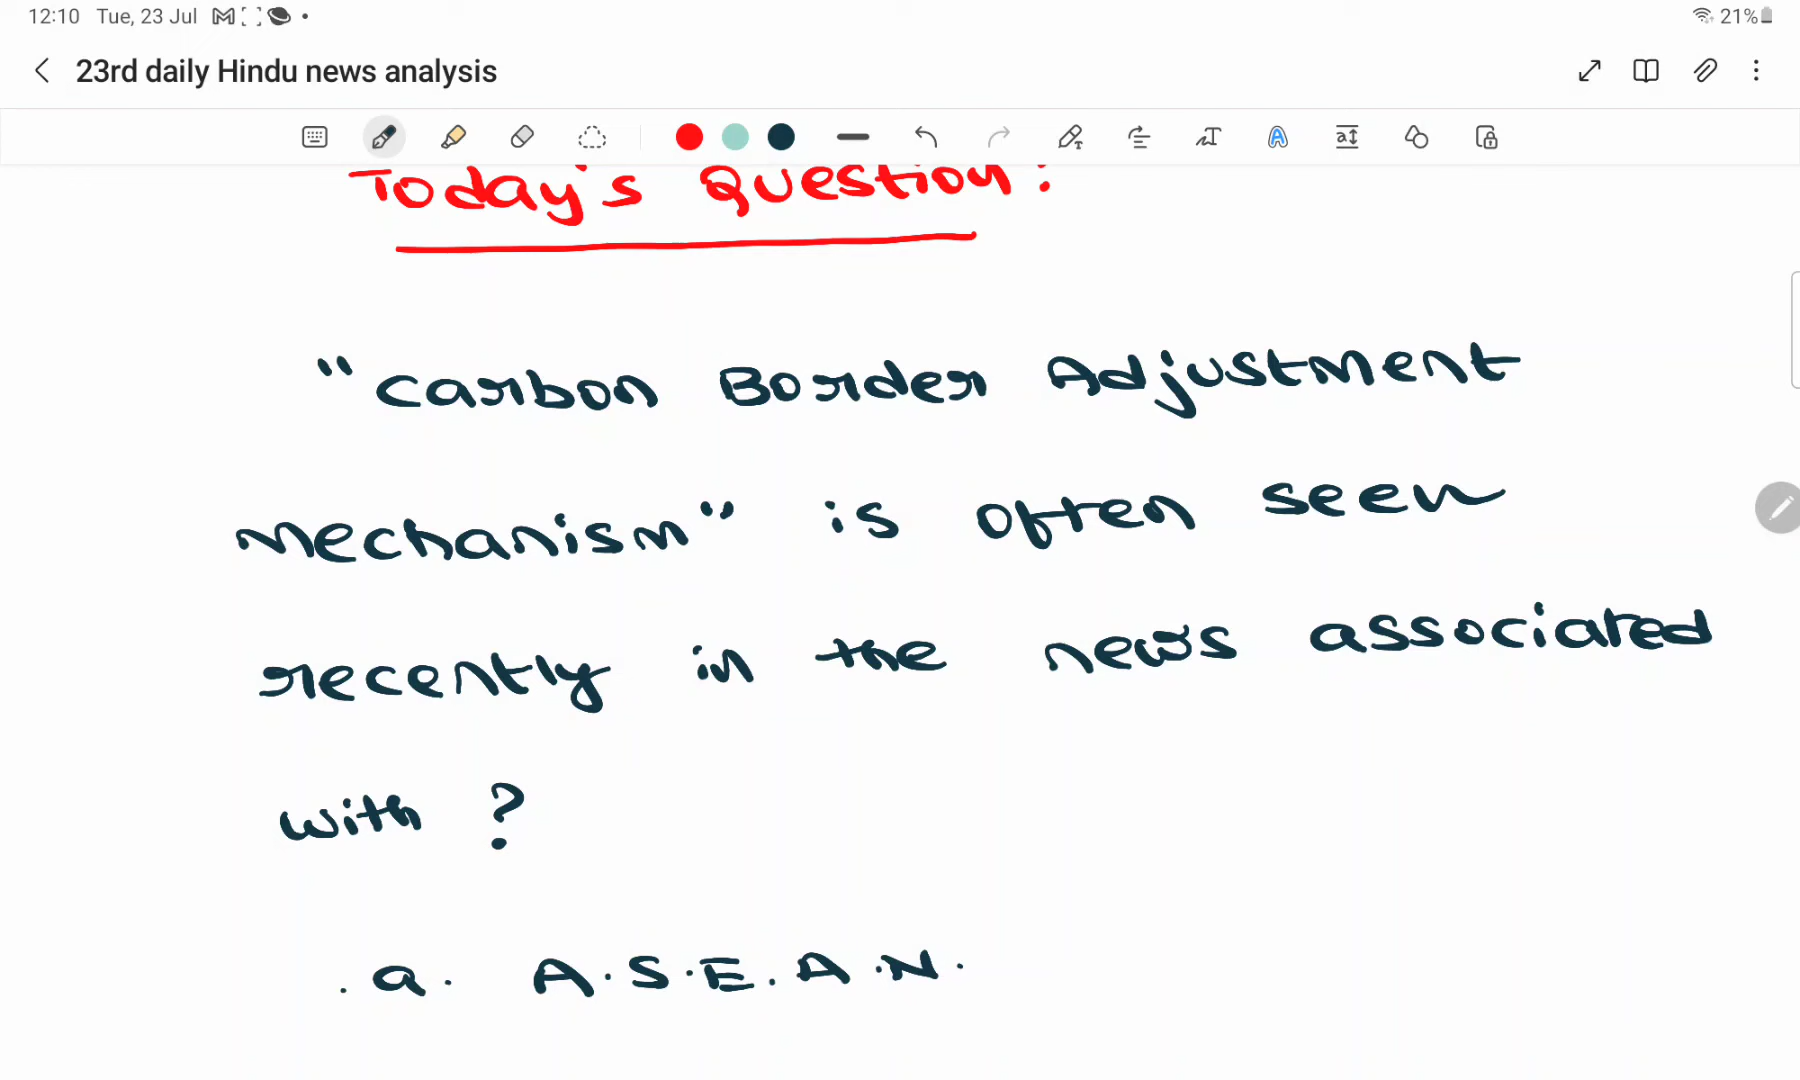 12:10 Tue, 23 Jul 21%
23rd daily Hindu news analysis
Today's Question:
"Carbon Border Adjustment
Mechanism" is often seen
recently in the news associated
with ?
. a. A.S.E.A.N.